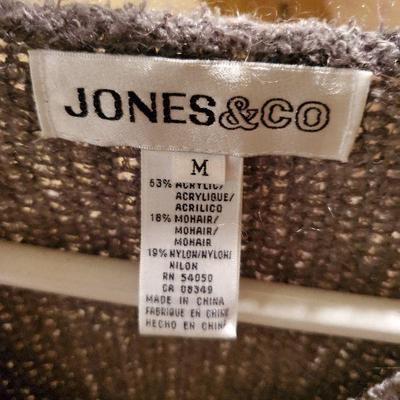 JONES&CO
M
63% ACRYLIC/
ACRYLIQUE/
ACRILICO
18% MOHAIR/
MOHAIR/
MOHAIR
19% NYLON/NYLON/
NILON
RN 54050
CA 08349
MADE IN CHINA
FABRIQUE EN CHINE
HECHO EN CHINA